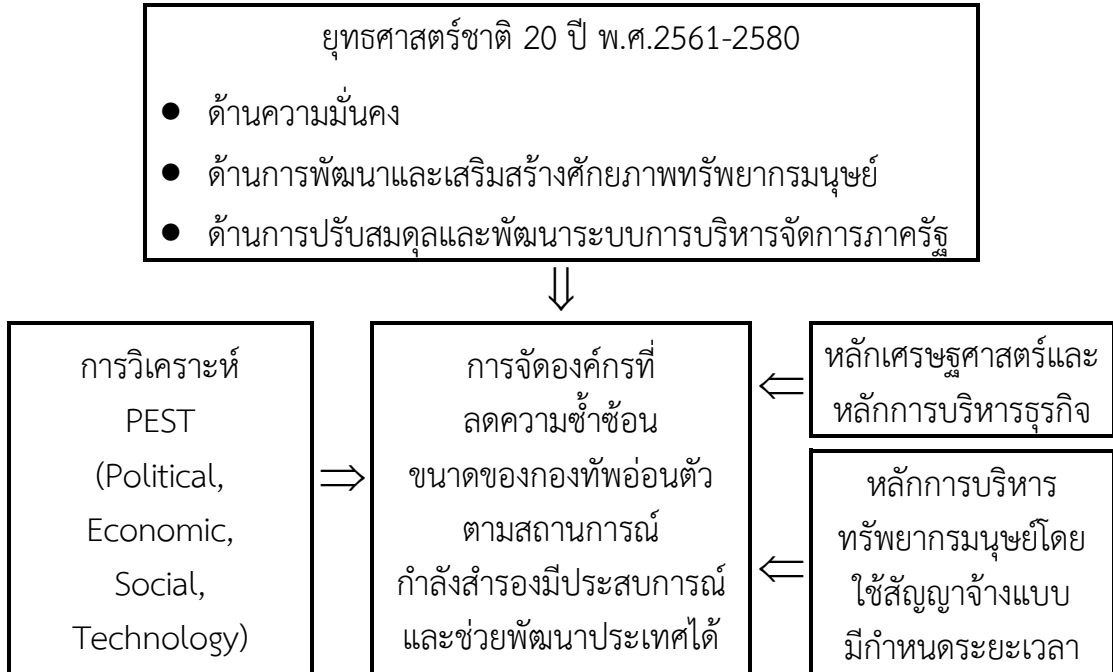 ยุทธศาสตร์ชาติ 20 ปี พ.ศ.2561-2580
● ด้านความมั่นคง
● ด้านการพัฒนาและเสริมสร้างศักยภาพทรัพยากรมนุษย์
● ด้านการปรับสมดุลและพัฒนาระบบการบริหารจัดการภาครัฐ
การวิเคราะห์
PEST
(Political,
Economic,
Social,
Technology)
การจัดองค์กรที่
ลดความซ้ำซ้อน
ขนาดของกองทัพอ่อนตัว
ตามสถานการณ์
กำลังสำรองมีประสบการณ์
และช่วยพัฒนาประเทศได้
หลักเศรษฐศาสตร์และ
หลักการบริหารธุรกิจ
หลักการบริหาร
ทรัพยากรมนุษย์โดย
ใช้สัญญาจ้างแบบ
มีกำหนดระยะเวลา